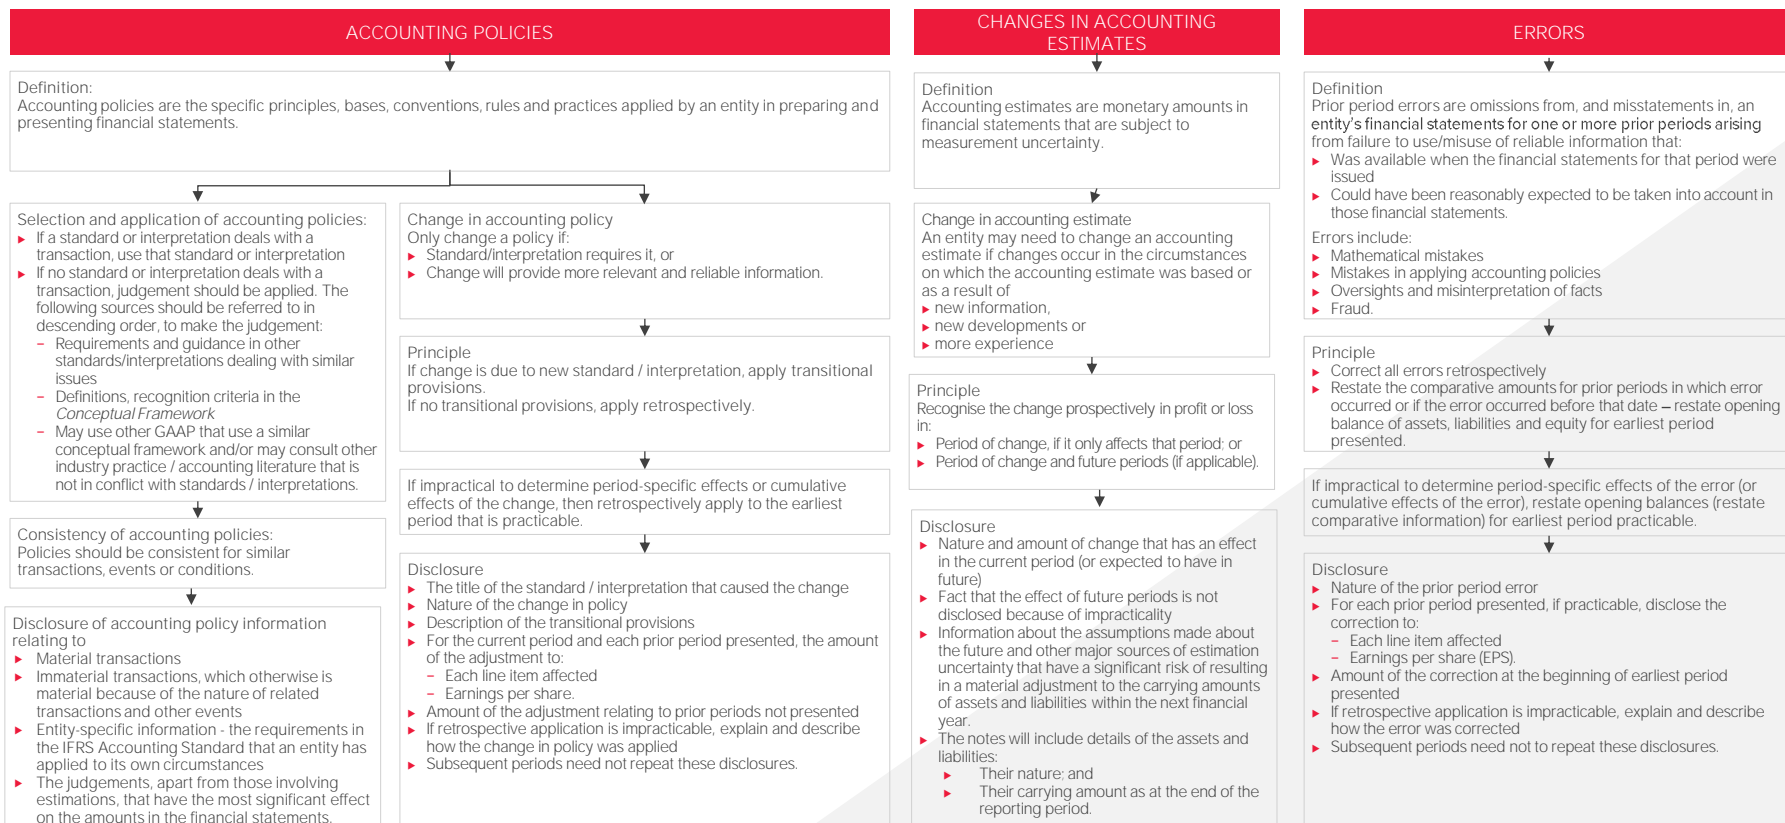 ACCOUNTING POLICIES
Definition:
Accounting policies are the specific principles, bases, conventions, rules and practices applied by an entity in preparing and
presenting financial statements.
Selection and application of accounting policies:
► If a standard or interpretation deals with a
transaction, use that standard or interpretation
► If no standard or interpretation deals with a
transaction, judgement should be applied. The
following sources should be referred to in
descending order, to make the judgement:
– Requirements and guidance in other
standards/interpretations dealing with similar
issues
– Definitions, recognition criteria in the
Conceptual Framework
– May use other GAAP that use a similar
conceptual framework and/or may consult other
industry practice / accounting literature that is
not in conflict with standards / interpretations.
Consistency of accounting policies:
Policies should be consistent for similar
transactions, events or conditions.
Disclosure of accounting policy information
relating to
► Material transactions
► Immaterial transactions, which otherwise is
material because of the nature of related
transactions and other events
► Entity-specific information - the requirements in
the IFRS Accounting Standard that an entity has
applied to its own circumstances
► The judgements, apart from those involving
estimations, that have the most significant effect
on the amounts in the financial statements.
Change in accounting policy
Only change a policy if:
► Standard/interpretation requires it, or
► Change will provide more relevant and reliable information.
Principle
If change is due to new standard / interpretation, apply transitional
provisions.
If no transitional provisions, apply retrospectively.
If impractical to determine period-specific effects or cumulative
effects of the change, then retrospectively apply to the earliest
period that is practicable.
Disclosure
► The title of the standard / interpretation that caused the change
► Nature of the change in policy
► Description of the transitional provisions
► For the current period and each prior period presented, the amount
of the adjustment to:
– Each line item affected
– Earnings per share.
► Amount of the adjustment relating to prior periods not presented
► If retrospective application is impracticable, explain and describe
how the change in policy was applied
► Subsequent periods need not repeat these disclosures.
CHANGES IN ACCOUNTING
ESTIMATES
Definition
Accounting estimates are monetary amounts in
financial statements that are subject to
measurement uncertainty.
Change in accounting estimate
An entity may need to change an accounting
estimate if changes occur in the circumstances
on which the accounting estimate was based or
as a result of
► new information,
► new developments or
► more experience
Principle
Recognise the change prospectively in profit or loss
in:
► Period of change, if it only affects that period; or
► Period of change and future periods (if applicable).
Disclosure
► Nature and amount of change that has an effect
in the current period (or expected to have in
future)
► Fact that the effect of future periods is not
disclosed because of impracticality
► Information about the assumptions made about
the future and other major sources of estimation
uncertainty that have a significant risk of resulting
in a material adjustment to the carrying amounts
of assets and liabilities within the next financial
year.
► The notes will include details of the assets and
liabilities:
► Their nature; and
► Their carrying amount as at the end of the
reporting period.
ERRORS
Definition
Prior period errors are omissions from, and misstatements in, an
entity's financial statements for one or more prior periods arising
from failure to use/misuse of reliable information that:
► Was available when the financial statements for that period were
issued
► Could have been reasonably expected to be taken into account in
those financial statements.
Errors include:
► Mathematical mistakes
► Mistakes in applying accounting policies
► Oversights and misinterpretation of facts
► Fraud.
Principle
► Correct all errors retrospectively
► Restate the comparative amounts for prior periods in which error
occurred or if the error occurred before that date – restate opening
balance of assets, liabilities and equity for earliest period
presented.
If impractical to determine period-specific effects of the error (or
cumulative effects of the error), restate opening balances (restate
comparative information) for earliest period practicable.
Disclosure
► Nature of the prior period error
► For each prior period presented, if practicable, disclose the
correction to:
– Each line item affected
– Earnings per share (EPS).
► Amount of the correction at the beginning of earliest period
presented
► If retrospective application is impracticable, explain and describe
how the error was corrected
► Subsequent periods need not to repeat these disclosures.